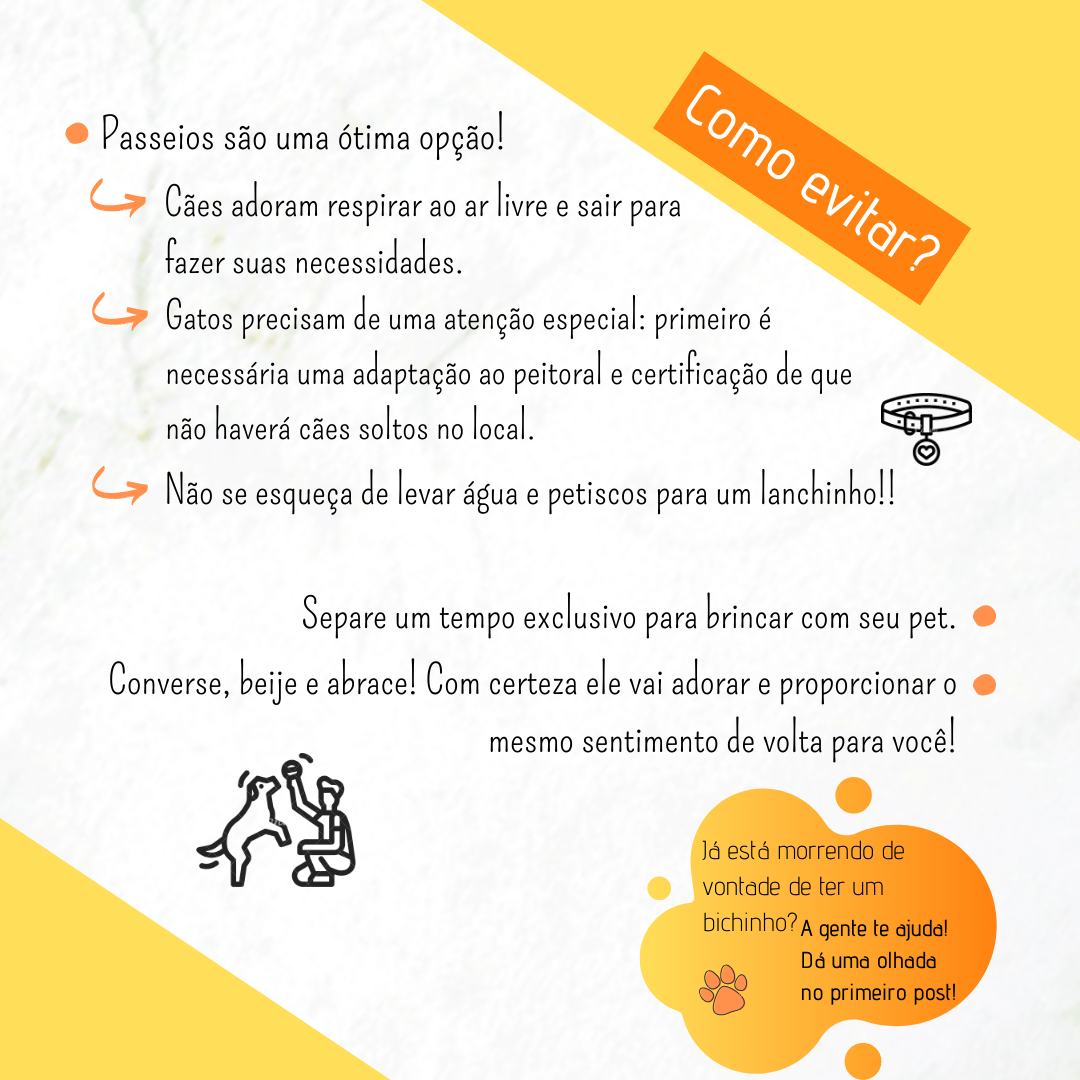 Como evitar?
Passeios são uma ótima opção!
Cães adoram respirar ao ar livre e sair para
fazer suas necessidades.
Gatos precisam de uma atenção especial: primeiro é
necessária uma adaptação ao peitoral e certificação de que
não haverá cães soltos no local.
Não se esqueça de levar água e petiscos para um lanchinho!!
Separe um tempo exclusivo para brincar com seu pet.
Converse, beije e abrace! Com certeza ele vai adorar e proporcionar o
mesmo sentimento de volta para você!
Já está morrendo de
vontade de ter um
bichinho?
A gente te ajuda!
Dá uma olhada
no primeiro post!